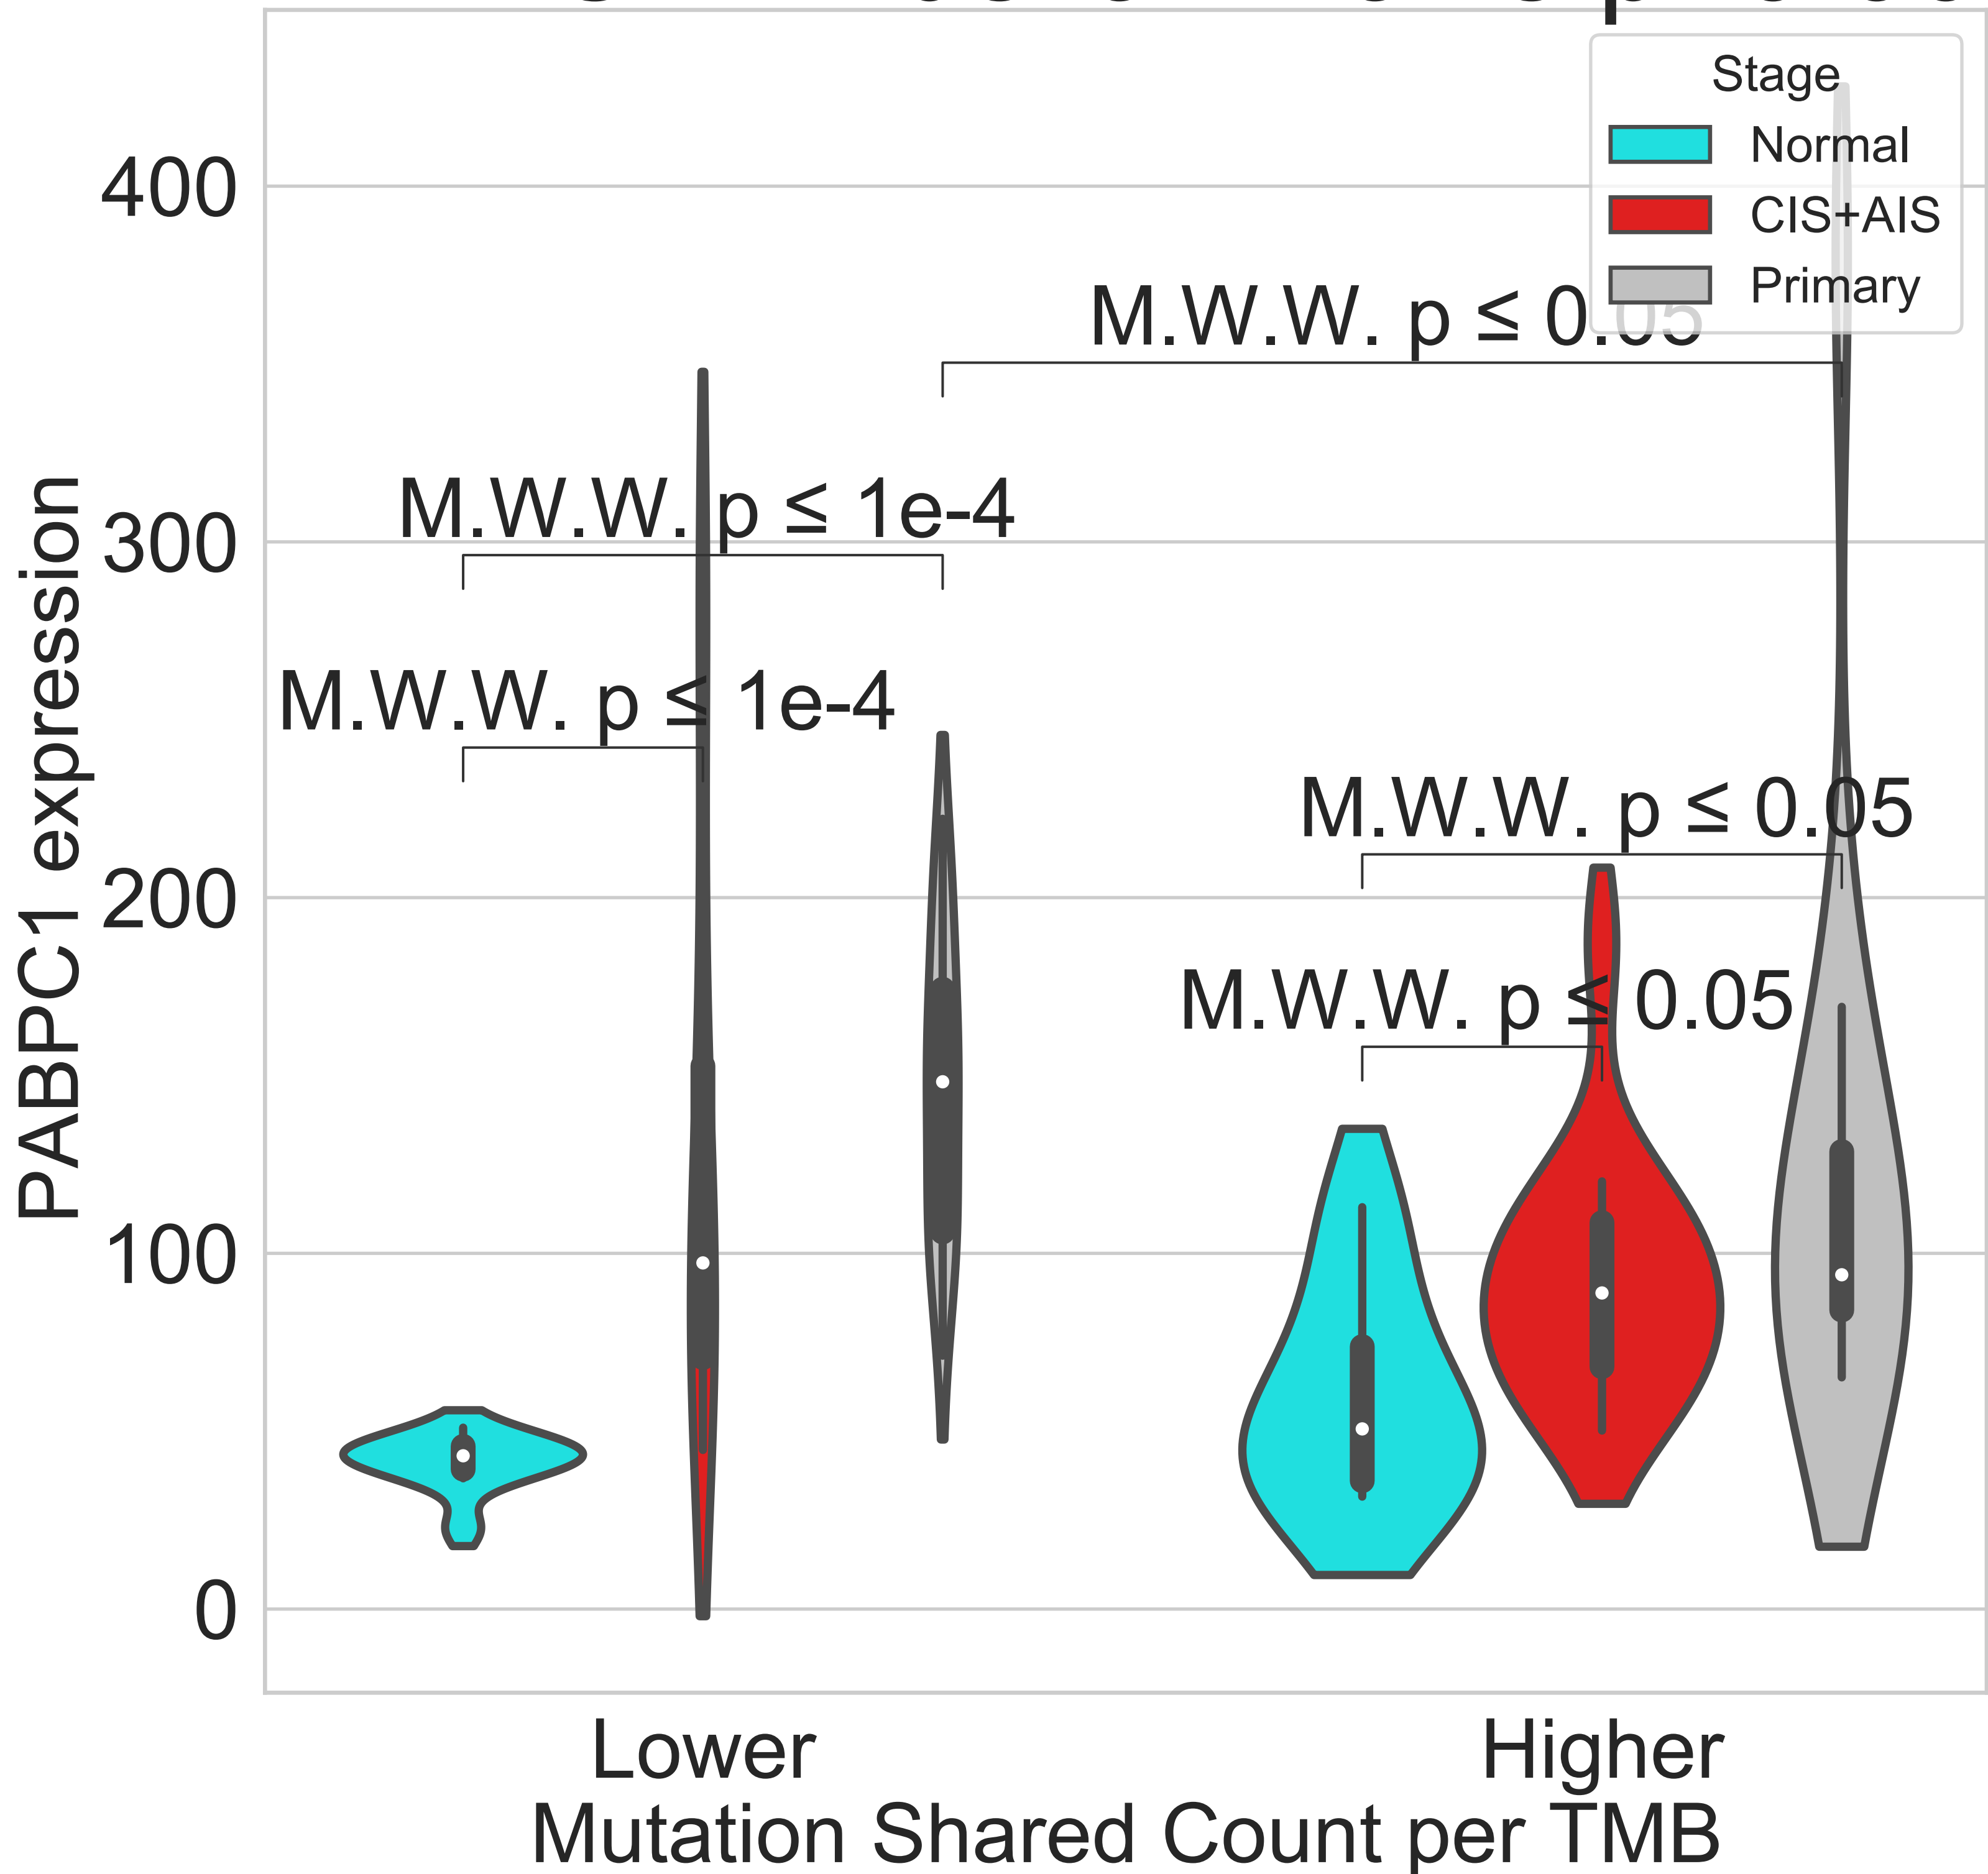 Stage
Normal
CIS+AIS
Primary
400
300
200
100
0
PABPC1 expression
M.W.W. p ≤ 0.05
M.W.W. p ≤ 1e-4
M.W.W. p ≤ 1e-4
M.W.W. p ≤ 0.05
M.W.W. p ≤ 0.05
Lower
Higher
Mutation Shared Count per TMB